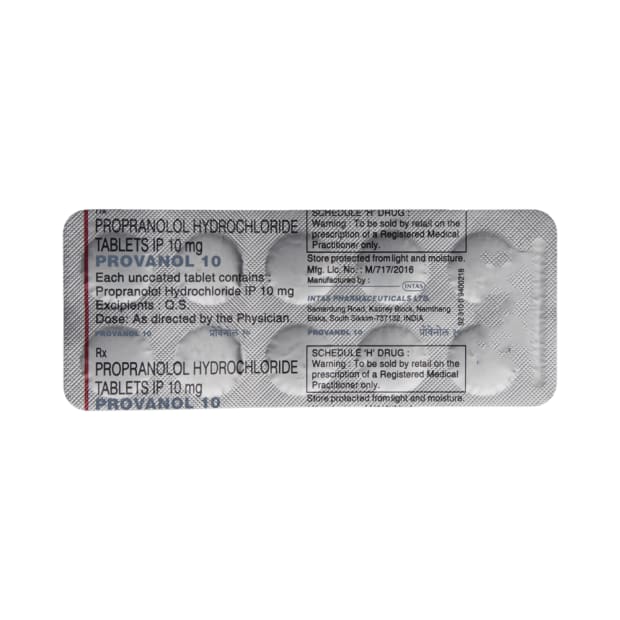 Rx
PROPRANOLOL HYDROCHLORIDE
TABLETS IP 10 mg
PROVANOL 10
Each uncoated tablet contains :
Propranolol Hydrochloride IP 10 mg
Excipients : Q.S.
Dose: As directed by the Physician.
PROVANOL 10
प्रोवेनोल 10
Rx
PROPRANOLOL HYDROCHLORIDE
TABLETS IP 10 mg
PROVANOL 10
SCHEDULE 'H' DRUG :
Warning : To be sold by retail on the
prescription of a Registered Medical
Practitioner only.
Store protected from light and moisture.
Mfg. Lic. No. : M/717/2016
Manufactured by :
INTAS
INTAS PHARMACEUTICALS LTD.
Samardung Road, Kabrey Block, Namthang
Elaka, South Sikkim-737132, INDIA
PROVANOL 10
प्रोवेनोल 10
SCHEDULE 'H' DRUG :
Warning : To be sold by retail on the
prescription of a Registered Medical
Practitioner only.
Store protected from light and moisture.